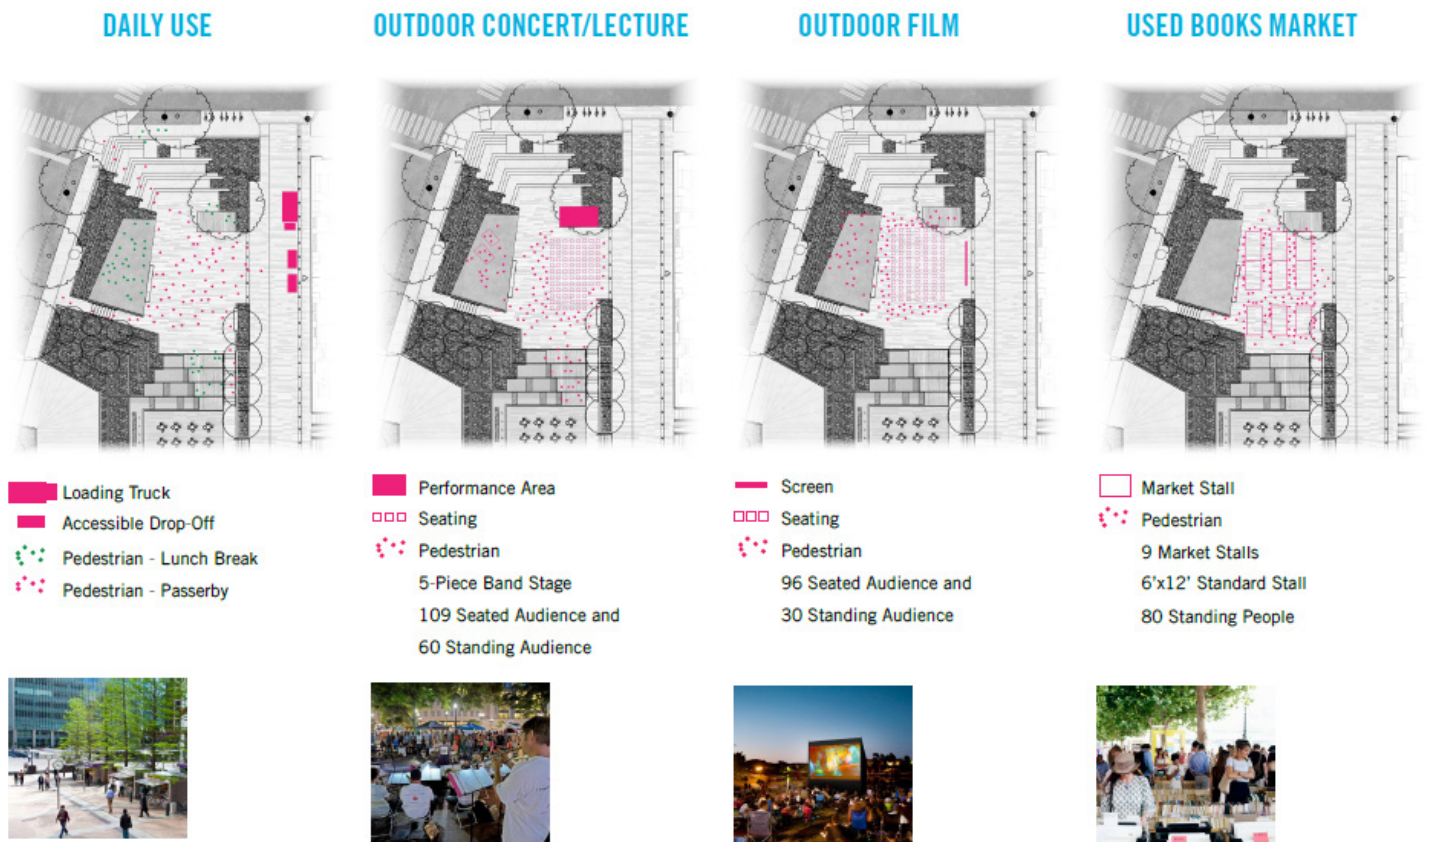 DAILY USE
OUTDOOR CONCERT/LECTURE
OUTDOOR FILM
USED BOOKS MARKET
Loading Truck
Accessible Drop-Off
Pedestrian - Lunch Break
Pedestrian - Passerby
Performance Area
Seating
Pedestrian
5-Piece Band Stage
109 Seated Audience and
60 Standing Audience
Screen
Seating
Pedestrian
96 Seated Audience and
30 Standing Audience
Market Stall
Pedestrian
9 Market Stalls
6'x12' Standard Stall
80 Standing People